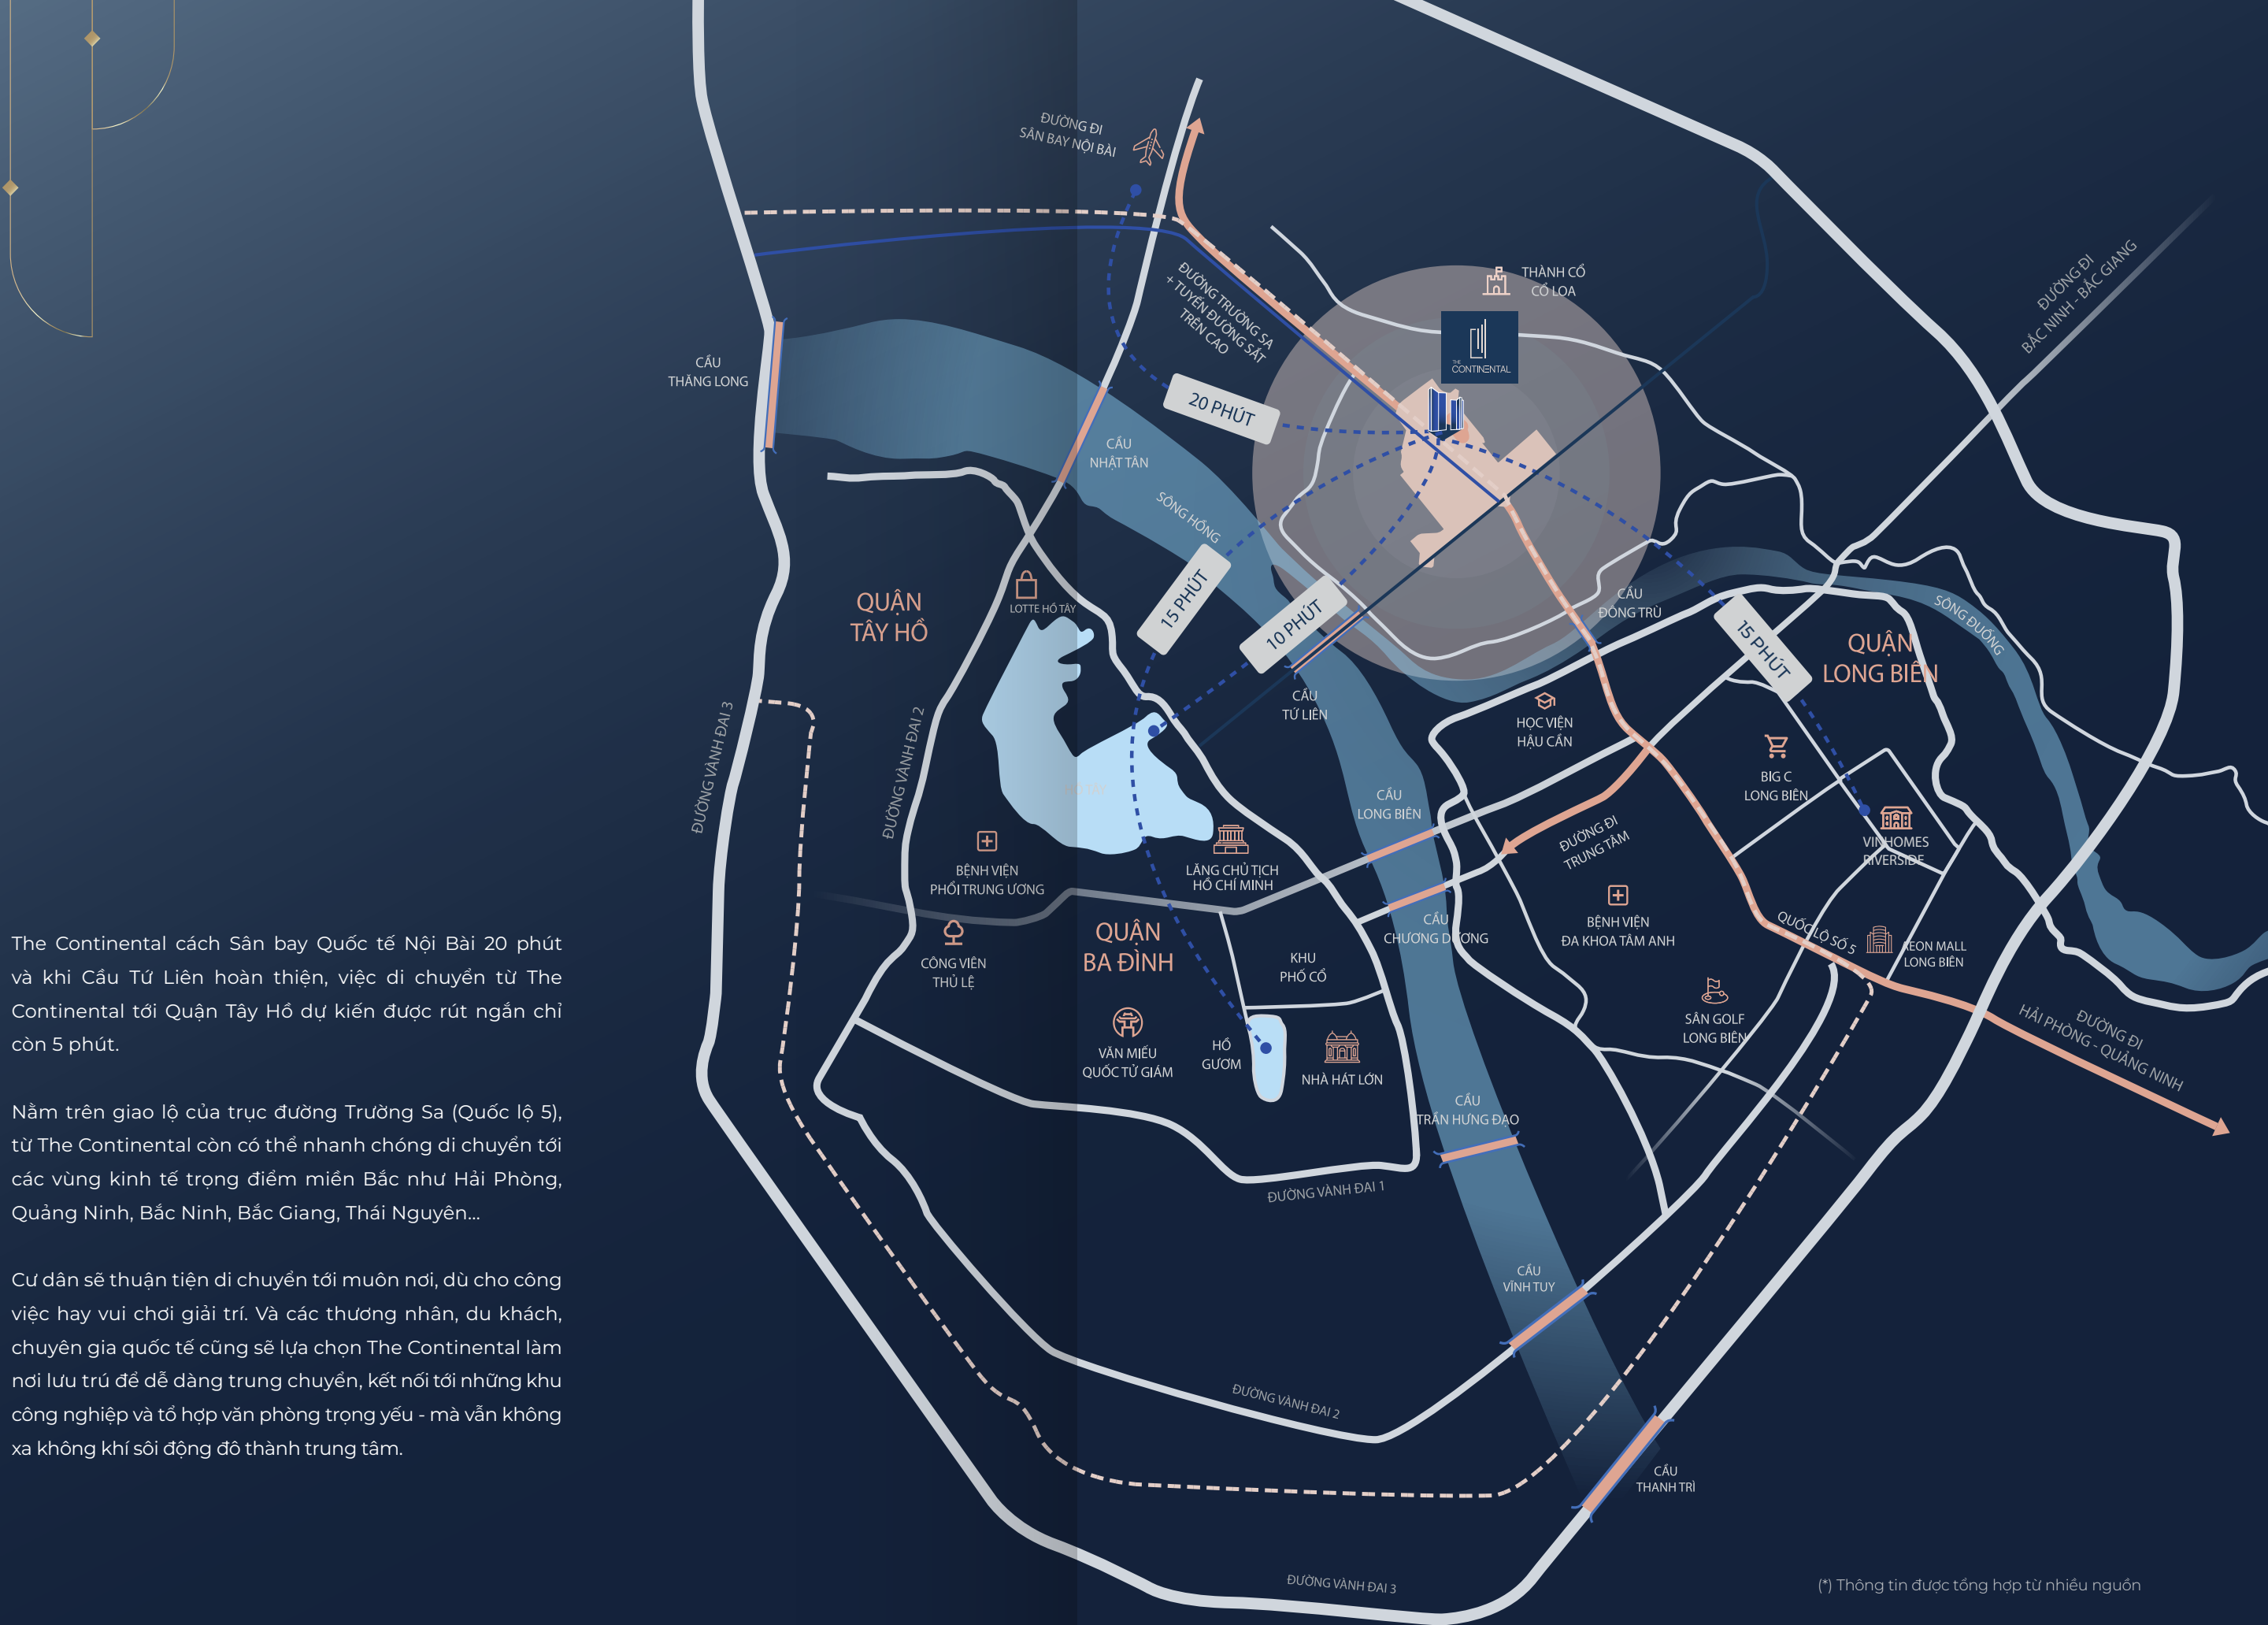 ĐƯỜNG ĐI
SÂN BAY NỘI BÀI
ĐƯỜNG TRƯỜNG SA
+ TUYẾN ĐƯỜNG SẮT
TRÊN CAO
THÀNH CỔ
CỔ LOA
THE
CONTINENTAL
ĐƯỜNG ĐI
BẮC NINH - BẮC GIANG
CẦU
THĂNG LONG
20 PHÚT
CẦU
NHẬT TÂN
SÔNG HỒNG
QUẬN
TÂY HỒ
LOTTE HỒ TÂY
15 PHÚT
10 PHÚT
CẦU
ĐÔNG TRÙ
15 PHÚT
QUẬN
LONG BIÊN
SÔNG ĐUỐNG
CẦU
TỨ LIÊN
HỌC VIỆN
HẬU CẦN
ĐƯỜNG VÀNH ĐAI 3
ĐƯỜNG VÀNH ĐAI 2
BIG C
LONG BIÊN
CẦU
LONG BIÊN
ĐƯỜNG ĐI
TRUNG TÂM
VINHOMES
RIVERSIDE
BỆNH VIỆN
PHỔI TRUNG ƯƠNG
LĂNG CHỦ TỊCH
HỒ CHÍ MINH
BỆNH VIỆN
ĐA KHOA TÂM ANH
CẦU
CHƯƠNG DƯƠNG
QUỐC LỘ SỐ 5
AEON MALL
LONG BIÊN
QUẬN
BA ĐÌNH
CÔNG VIÊN
THỦ LỆ
KHU
PHỐ CỔ
SÂN GOLF
LONG BIÊN
ĐƯỜNG ĐI
HẢI PHÒNG - QUẢNG NINH
VĂN MIẾU
QUỐC TỬ GIÁM
HỒ
GƯƠM
NHÀ HÁT LỚN
CẦU
TRẦN HƯNG ĐẠO
ĐƯỜNG VÀNH ĐAI 1
CẦU
VĨNH TUY
ĐƯỜNG VÀNH ĐAI 2
CẦU
THANH TRÌ
ĐƯỜNG VÀNH ĐAI 3
The Continental cách Sân bay Quốc tế Nội Bài 20 phút
và khi Cầu Tứ Liên hoàn thiện, việc di chuyển từ The
Continental tới Quận Tây Hồ dự kiến được rút ngắn chỉ
còn 5 phút.
Nằm trên giao lộ của trục đường Trường Sa (Quốc lộ 5),
từ The Continental còn có thể nhanh chóng di chuyển tới
các vùng kinh tế trọng điểm miền Bắc như Hải Phòng,
Quảng Ninh, Bắc Ninh, Bắc Giang, Thái Nguyên...
Cư dân sẽ thuận tiện di chuyển tới muôn nơi, dù cho công
việc hay vui chơi giải trí. Và các thương nhân, du khách,
chuyên gia quốc tế cũng sẽ lựa chọn The Continental làm
nơi lưu trú để dễ dàng trung chuyển, kết nối tới những khu
công nghiệp và tổ hợp văn phòng trọng yếu - mà vẫn không
xa không khí sôi động đô thành trung tâm.
(*) Thông tin được tổng hợp từ nhiều nguồn